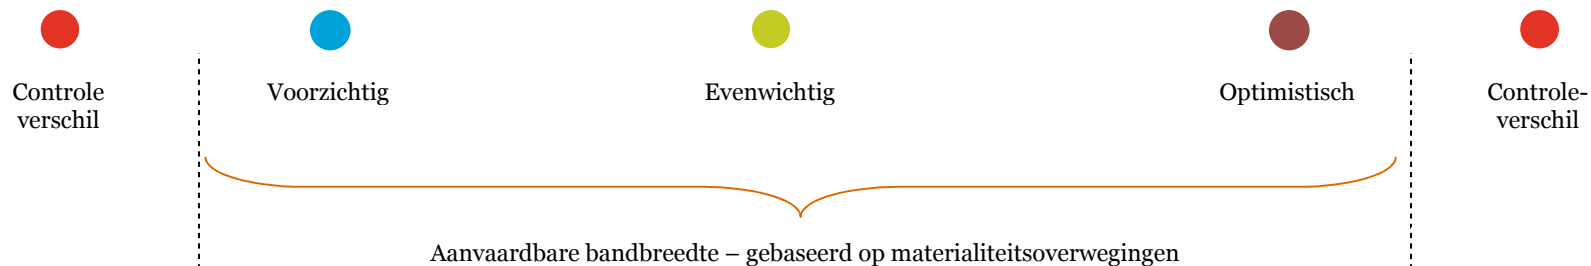 Controle
verschil
Voorzichtig
Evenwichtig
Optimistisch
Controle-
verschil
Aanvaardbare bandbreedte – gebaseerd op materialiteitsoverwegingen